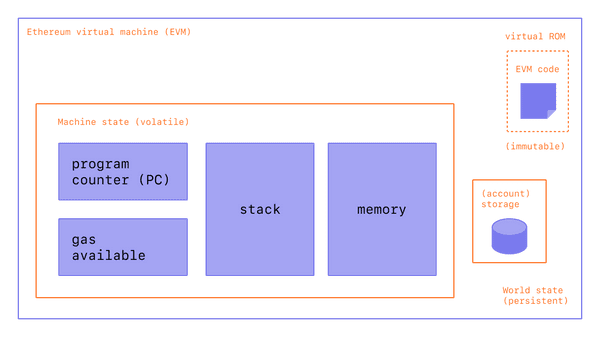 Ethereum virtual machine (EVM)
virtual ROM
EVM code
(immutable)
Machine state (volatile)
program
counter (PC)
gas
available
stack
memory
(account)
storage
World state
(persistent)